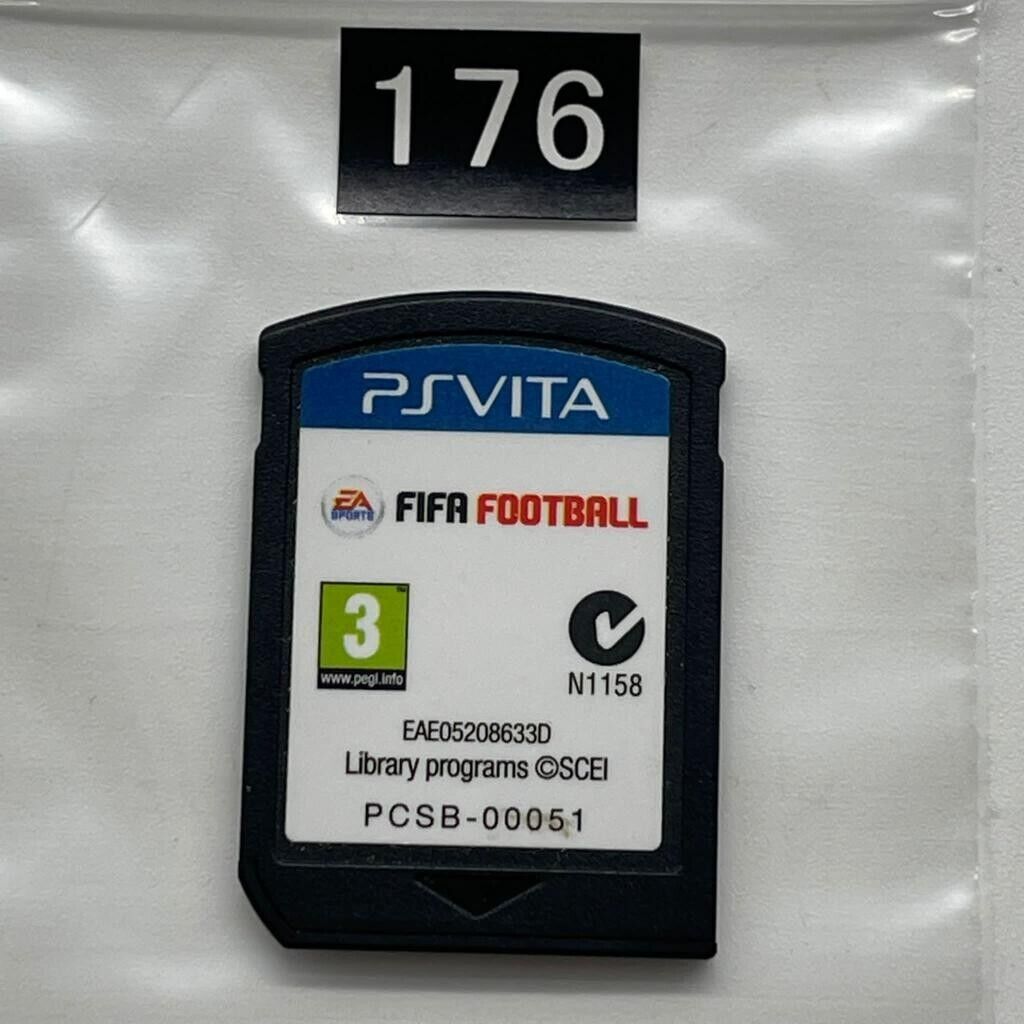 176
PSVITA
EA SPORTS FIFA FOOTBALL
3
www.pegi.info
N1158
EAE05208633D
Library programs ©SCEI
PCSB-00051